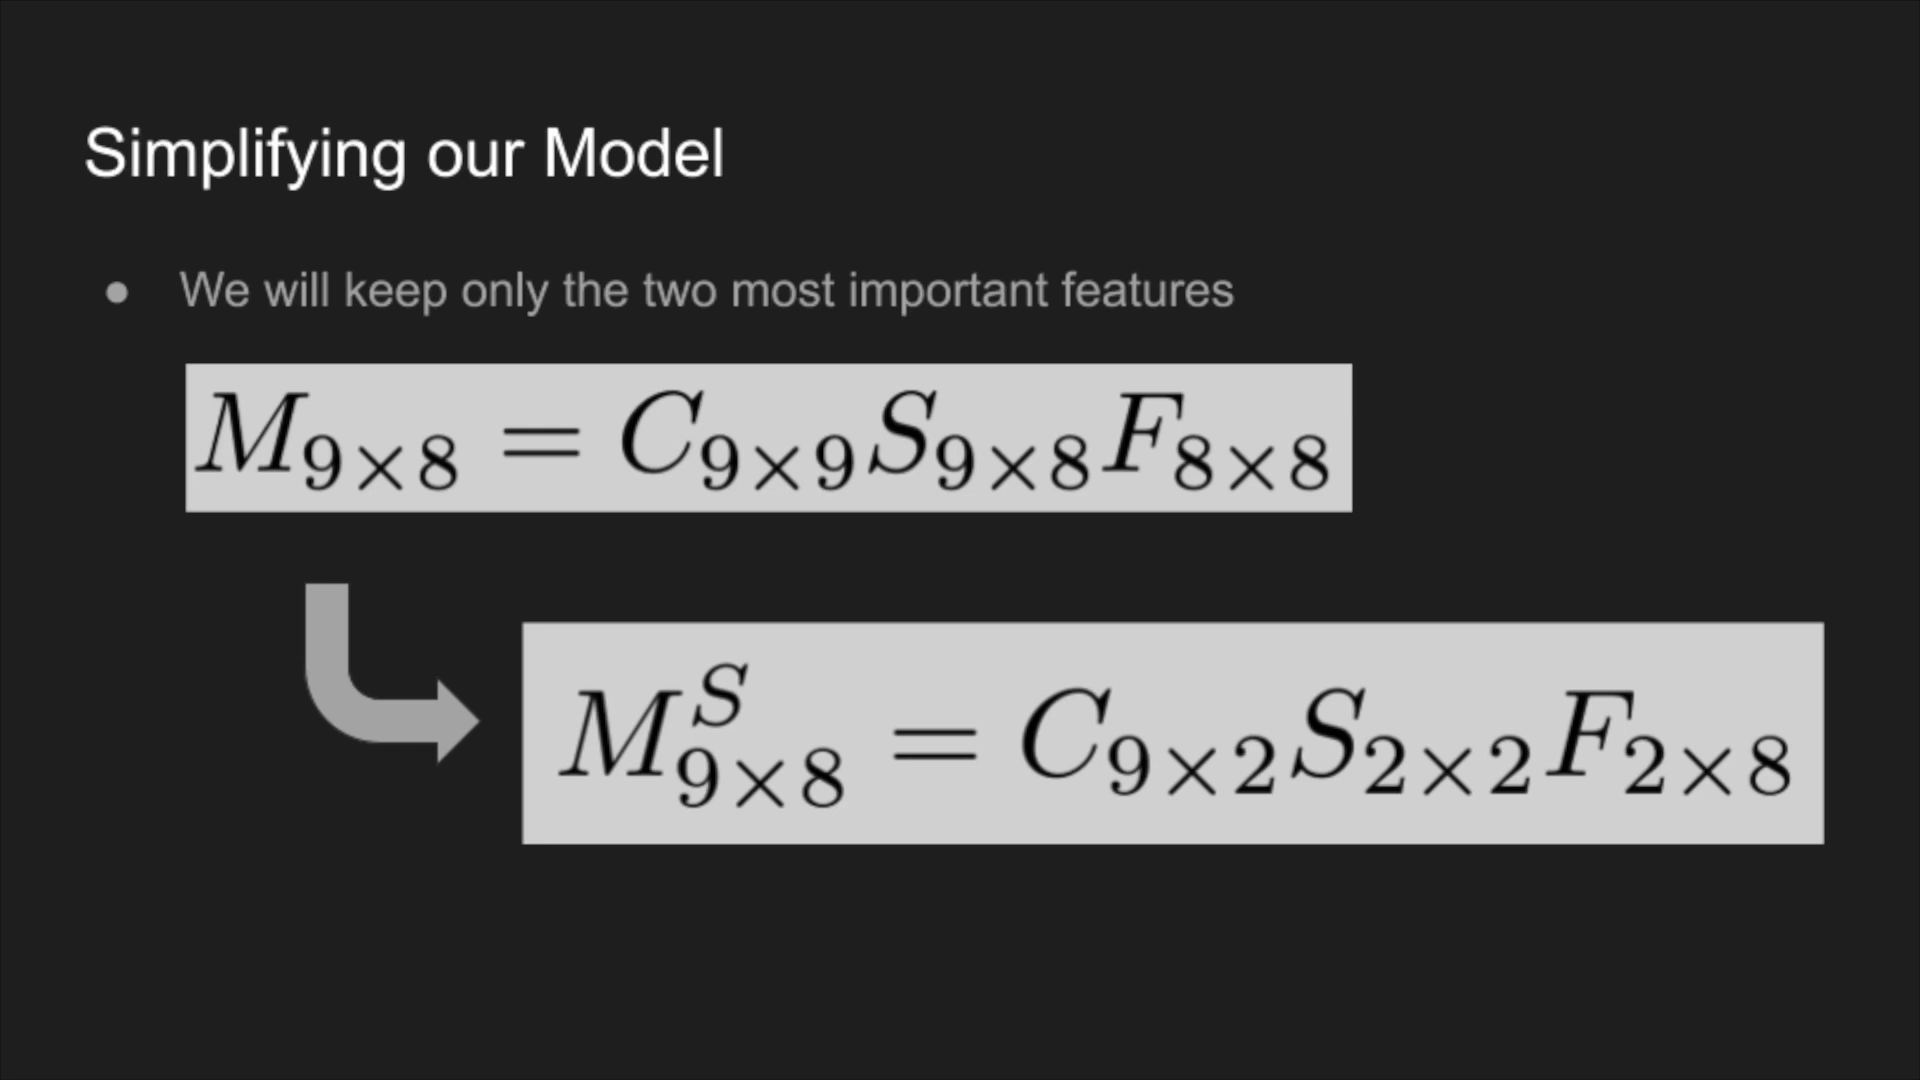 Simplifying our Model
● We will keep only the two most important features
M_{9×8} = C_{9×9}S_{9×8}F_{8×8}
M^{S}_{9×8} = C_{9×2}S_{2×2}F_{2×8}